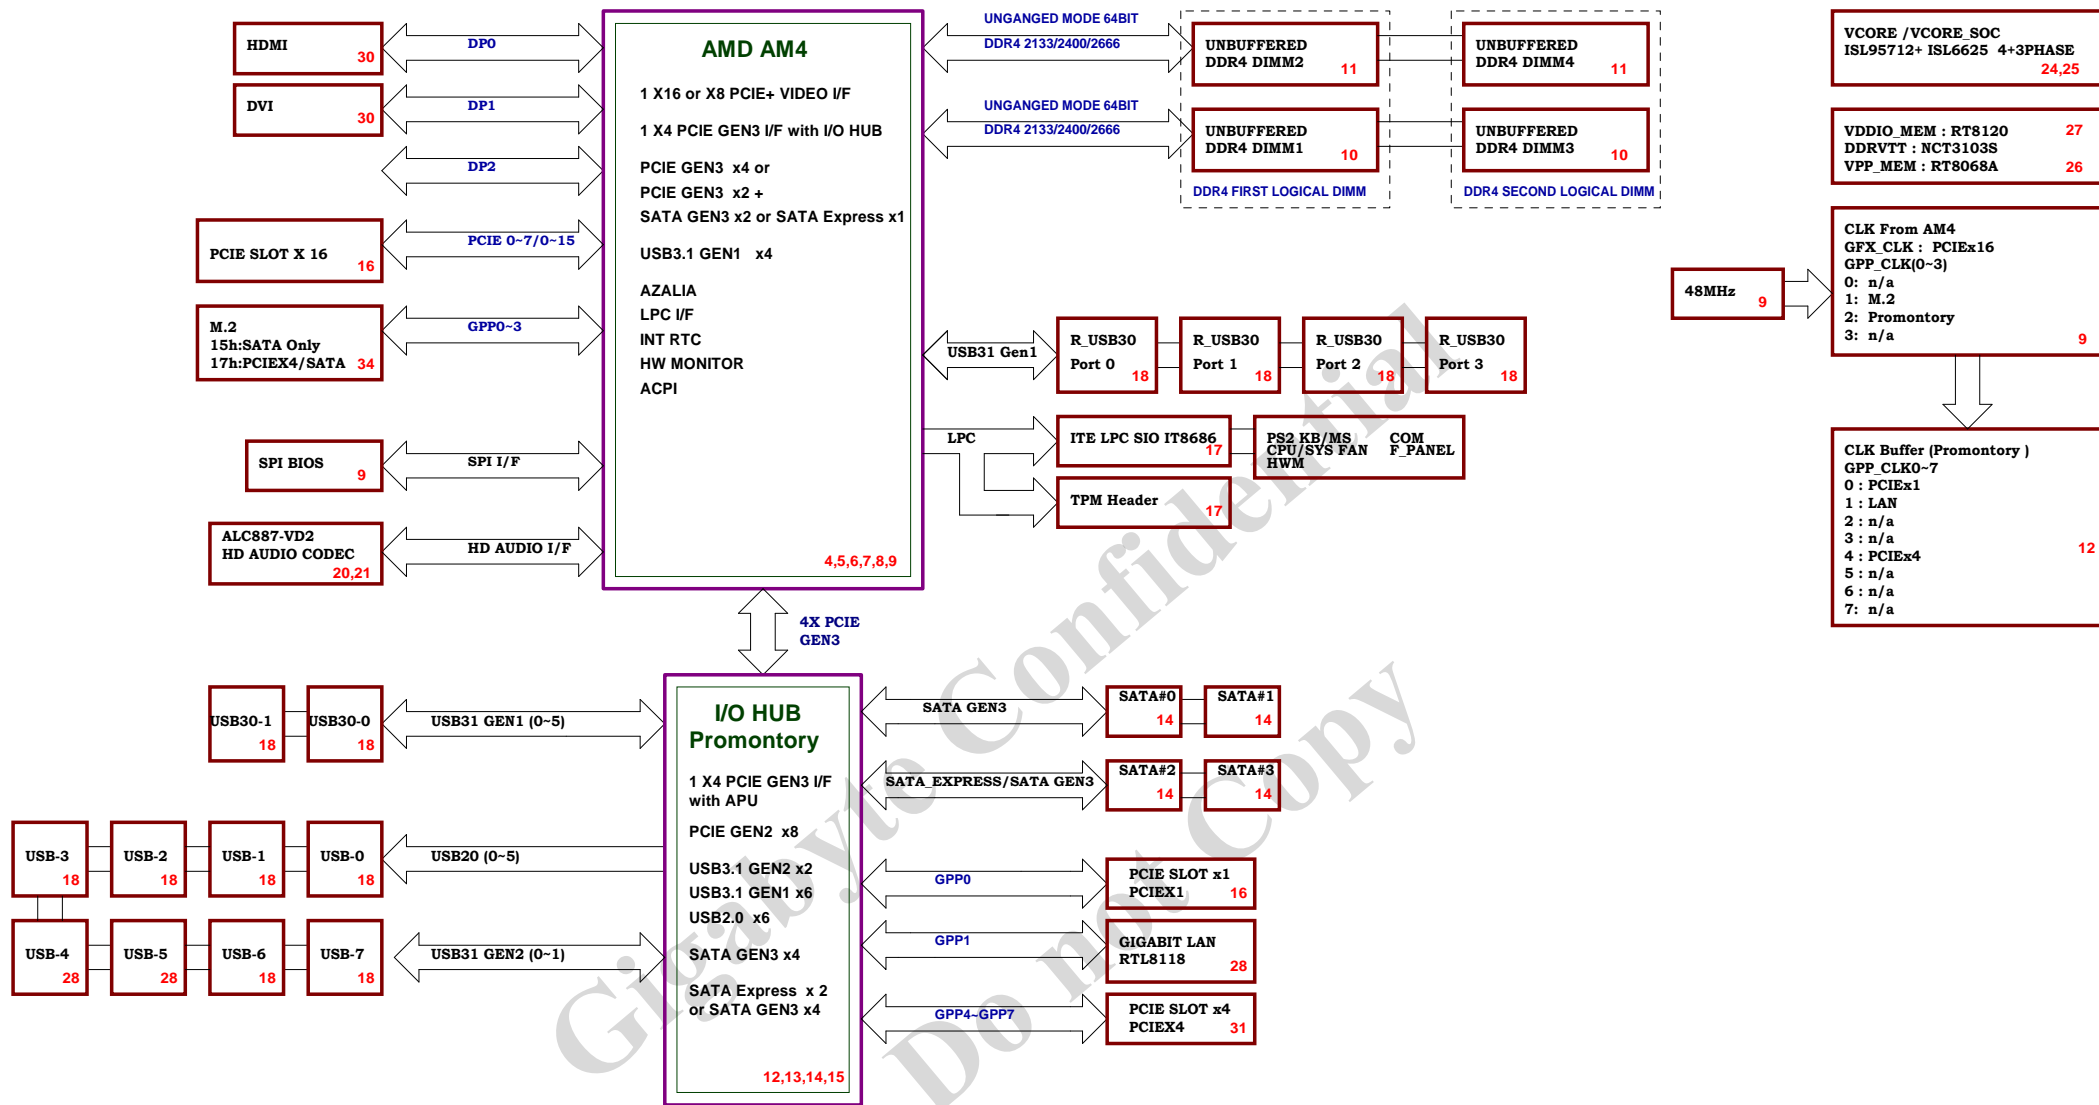 HDMI
30
DP0
DVI
30
DP1
DP2
PCIE SLOT X 16
16
PCIE 0~7/0~15
M.2
15h:SATA Only
17h:PCIEX4/SATA 34
GPP0~3
SPI BIOS
9
SPI I/F
ALC887-VD2
HD AUDIO CODEC
20,21
HD AUDIO I/F
AMD AM4
1 X16 or X8 PCIE+ VIDEO I/F
1 X4 PCIE GEN3 I/F with I/O HUB
PCIE GEN3 x4 or
PCIE GEN3 x2 +
SATA GEN3 x2 or SATA Express x1
USB3.1 GEN1 x4
AZALIA
LPC I/F
INT RTC
HW MONITOR
ACPI
4,5,6,7,8,9
UNGANGED MODE 64BIT
DDR4 2133/2400/2666
UNBUFFERED
DDR4 DIMM2
11
UNBUFFERED
DDR4 DIMM4
11
UNGANGED MODE 64BIT
DDR4 2133/2400/2666
UNBUFFERED
DDR4 DIMM1
10
UNBUFFERED
DDR4 DIMM3
10
DDR4 FIRST LOGICAL DIMM
DDR4 SECOND LOGICAL DIMM
USB31 Gen1
R_USB30
Port 0
18
R_USB30
Port 1
18
R_USB30
Port 2
18
R_USB30
Port 3
18
LPC
ITE LPC SIO IT8686
17
PS2 KB/MS COM
CPU/SYS FAN F_PANEL
HWM
TPM Header
17
VCORE /VCORE_SOC
ISL95712+ ISL6625 4+3PHASE
24,25
VDDIO_MEM : RT8120 27
DDRVTT : NCT3103S
VPP_MEM : RT8068A 26
48MHz
9
CLK From AM4
GFX_CLK : PCIEx16
GPP_CLK(0~3)
0: n/a
1: M.2
2: Promontory
3: n/a
9
CLK Buffer (Promontory )
GPP_CLK0~7
0 : PCIEx1
1 : LAN
2 : n/a
3 : n/a
4 : PCIEx4
5 : n/a
6 : n/a
7: n/a
12
4X PCIE
GEN3
USB30-1
18
USB30-0
18
USB31 GEN1 (0~5)
USB-3
18
USB-2
18
USB-1
18
USB-0
18
USB20 (0~5)
USB-4
28
USB-5
28
USB-6
18
USB-7
18
USB31 GEN2 (0~1)
I/O HUB
Promontory
1 X4 PCIE GEN3 I/F
with APU
PCIE GEN2 x8
USB3.1 GEN2 x2
USB3.1 GEN1 x6
USB2.0 x6
SATA GEN3 x4
SATA Express x 2
or SATA GEN3 x4
12,13,14,15
SATA GEN3
SATA#0
14
SATA#1
14
SATA_EXPRESS/SATA GEN3
SATA#2
14
SATA#3
14
GPP0
PCIE SLOT x1
PCIEX1
16
GPP1
GIGABIT LAN
RTL8118
28
GPP4~GPP7
PCIE SLOT x4
PCIEX4
31
Gigabyte Confidential
Do not Copy